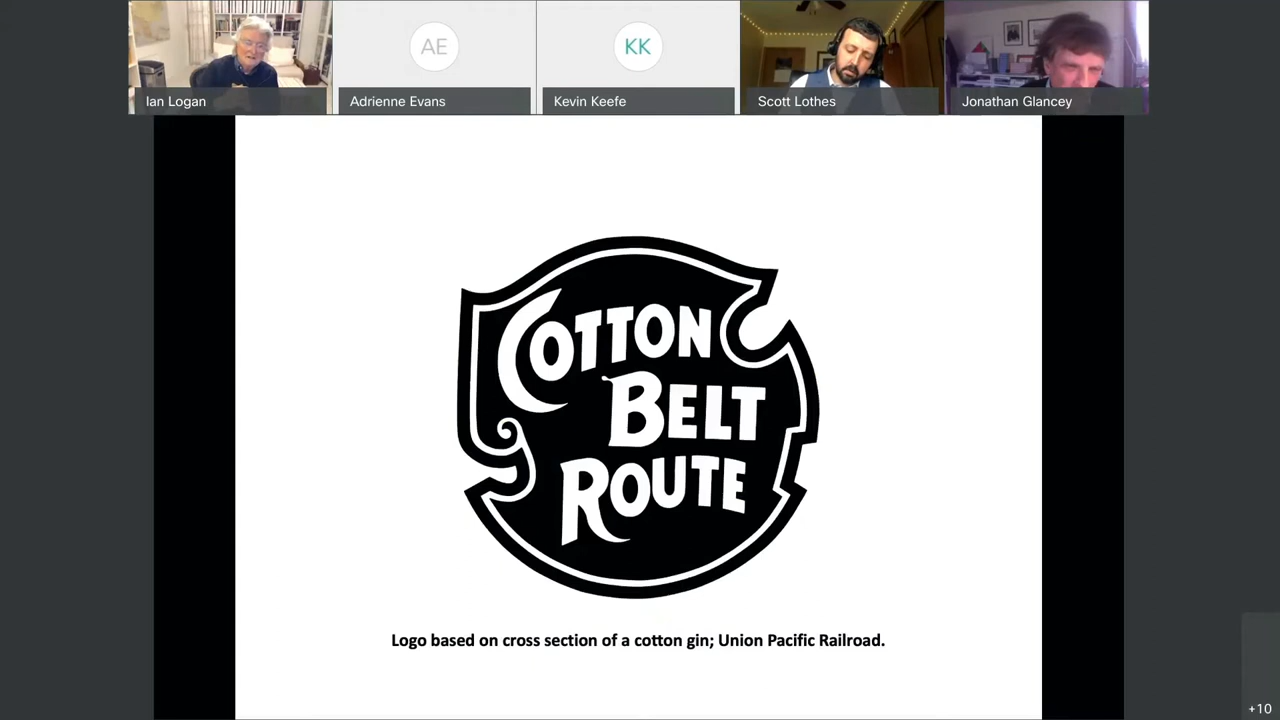 AE
KK
Ian Logan
Adrienne Evans
Kevin Keefe
Scott Lothes
Jonathan Glancey
COTTON
BELT
ROUTE
Logo based on cross section of a cotton gin; Union Pacific Railroad.
+10